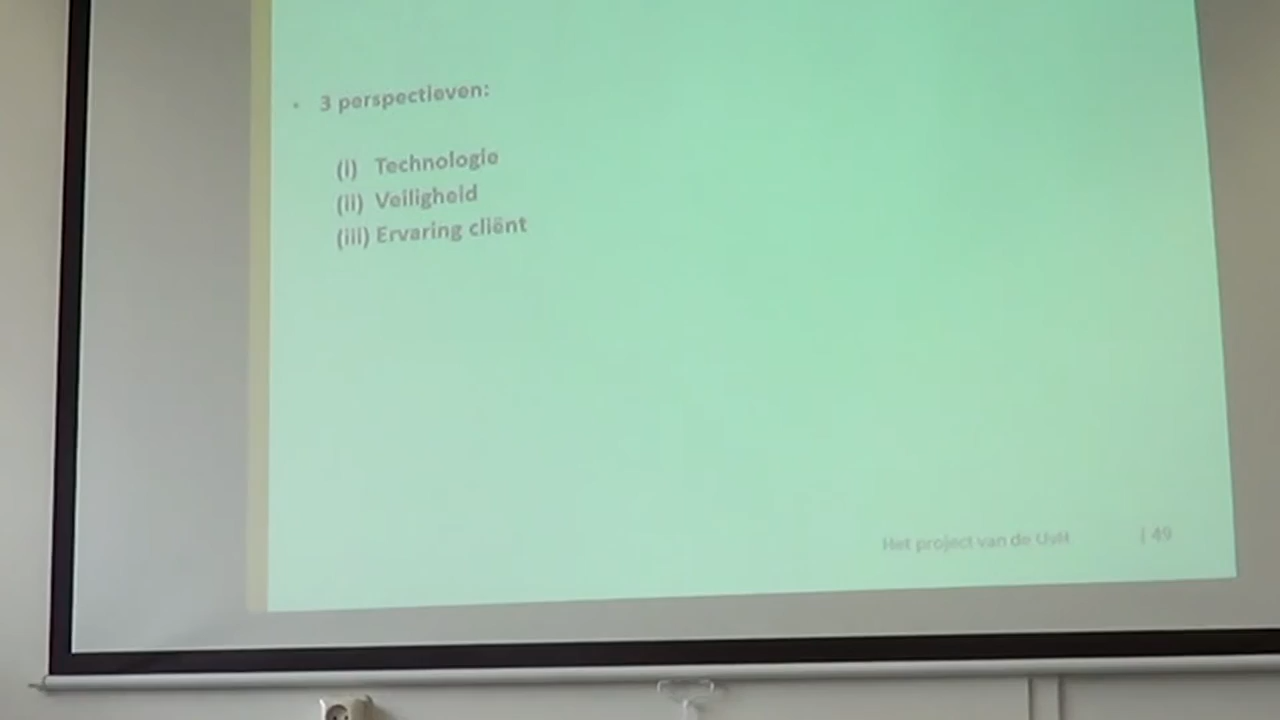 • 3 perspectieven:
(i) Technologie
(ii) Veiligheid
(iii) Ervaring cliënt
Het project van de UvH | 49